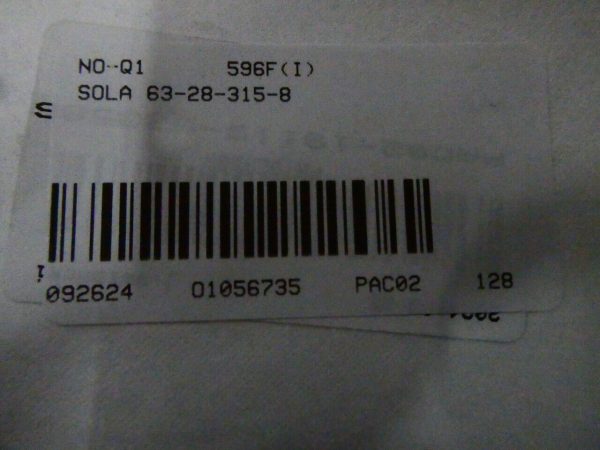 NO--Q1 596F(I)
SOLA 63-28-315-8
092624 01056735 PAC02 128